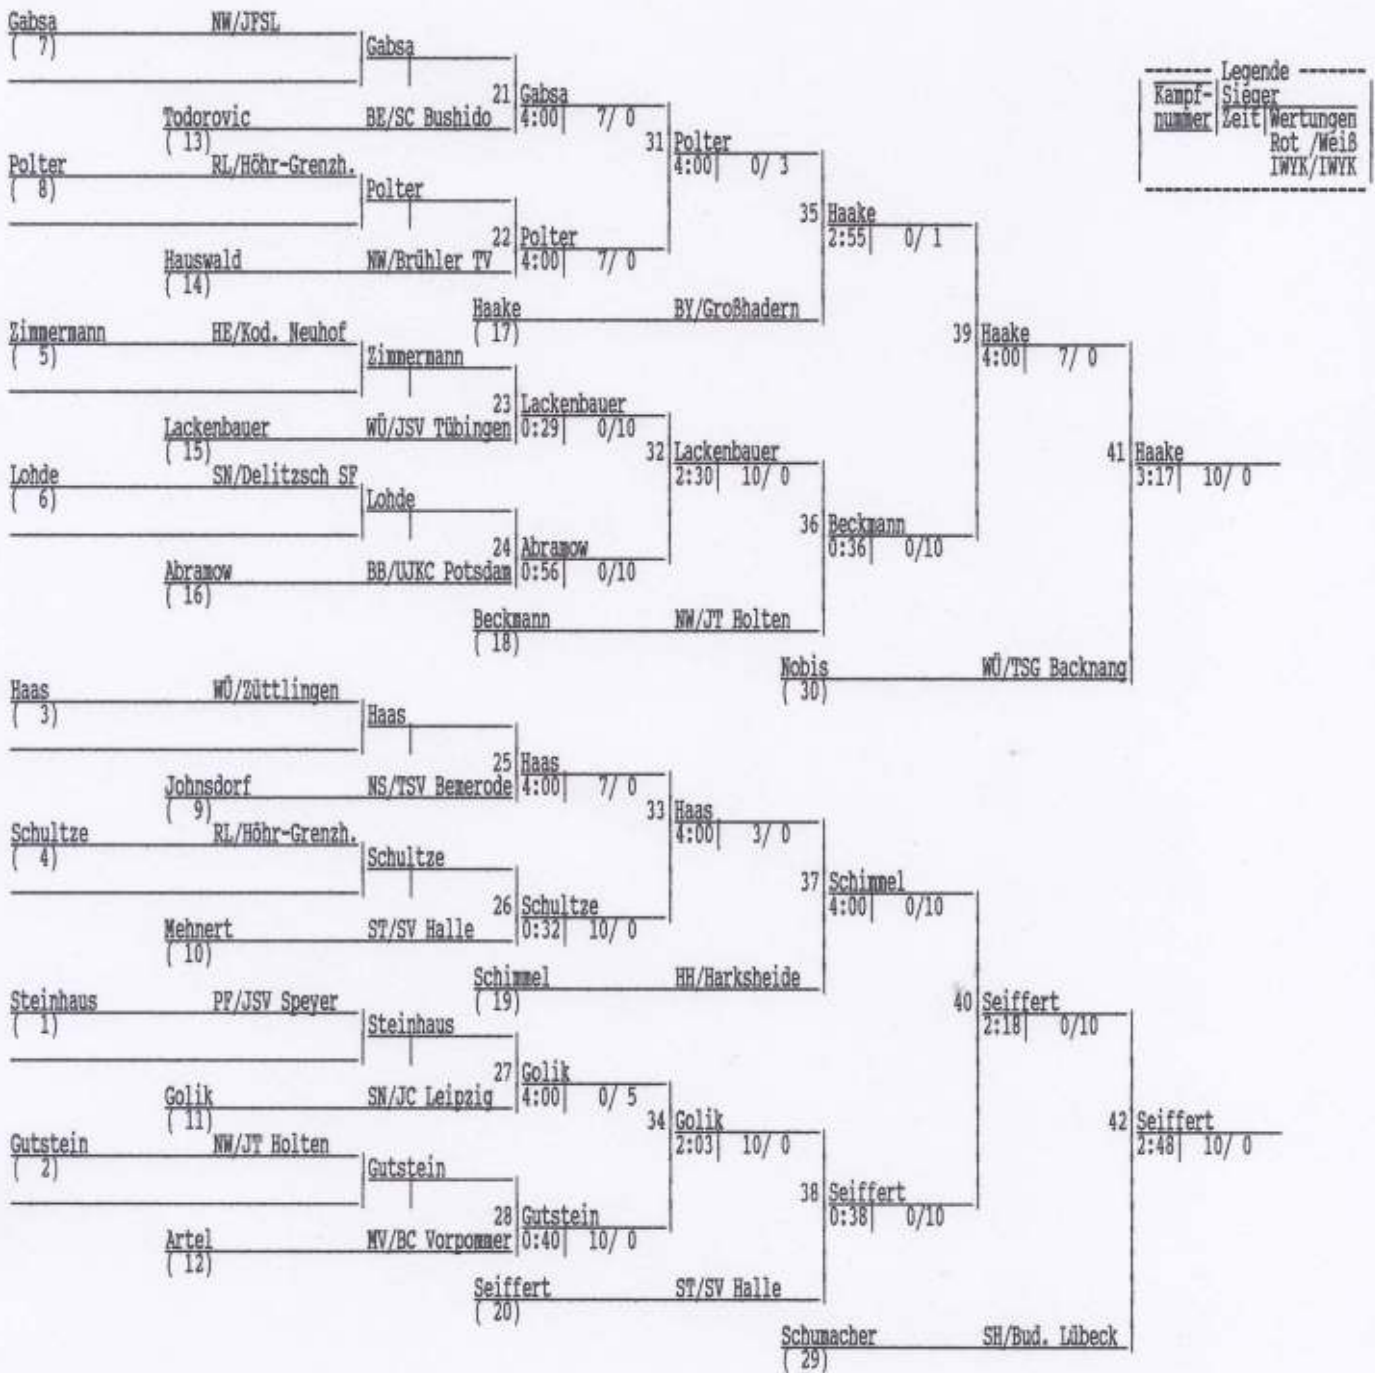 Gabsa NW/JFSL
( 7)
Gabsa
------ Legende -------
Kampf- Sieger
nummer Zeit Wertungen
Rot /Weiß
IWYK/IWYK
21 Gabsa
4:00 7/ 0
Todorovic BE/SC Bushido
( 13)
31 Polter
4:00 0/ 3
Polter RL/Höhr-Grenzh.
( 8)
Polter
35 Haake
2:55 0/ 1
22 Polter
4:00 7/ 0
Hauswald NW/Brühler TV
( 14)
Haake BY/Großhadern
( 17)
Zimmermann HE/Kod. Neuhof
( 5)
39 Haake
4:00 7/ 0
Zimmermann
23 Lackenbauer
0:29 0/10
Lackenbauer WÜ/JSV Tübingen
( 15)
32 Lackenbauer
2:30 10/ 0
41 Haake
3:17 10/ 0
Lohde SN/Delitzsch SF
( 6)
Lohde
36 Beckmann
0:36 0/10
24 Abramow
0:56 0/10
Abramow BB/UJKC Potsdam
( 16)
Beckmann NW/JT Holten
( 18)
Nobis WÜ/TSG Backnang
( 30)
Haas WÜ/Züttlingen
( 3)
Haas
25 Haas
4:00 7/ 0
Johnsdorf NS/TSV Bemerode
( 9)
33 Haas
4:00 3/ 0
Schultze RL/Höhr-Grenzh.
( 4)
Schultze
37 Schimmel
4:00 0/10
26 Schultze
0:32 10/ 0
Mehnert ST/SV Halle
( 10)
Schimmel HH/Harksheide
( 19)
Steinhaus PF/JSV Speyer
( 1)
40 Seiffert
2:18 0/10
Steinhaus
27 Golik
4:00 0/ 5
Golik SN/JC Leipzig
( 11)
34 Golik
2:03 10/ 0
42 Seiffert
2:48 10/ 0
Gutstein NW/JT Holten
( 2)
Gutstein
38 Seiffert
0:38 0/10
28 Gutstein
0:40 10/ 0
Artel MV/BC Vorpommer
( 12)
Seiffert ST/SV Halle
( 20)
Schumacher SH/Bud. Lübeck
( 29)